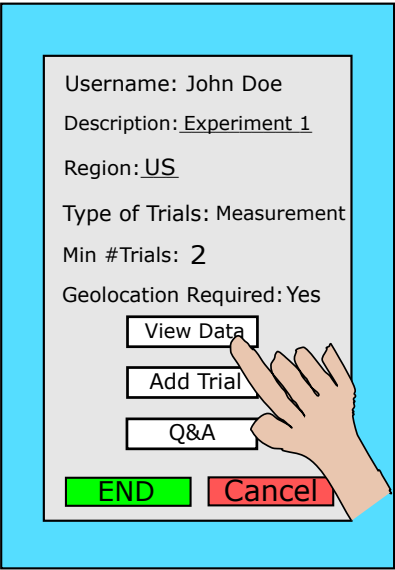 Username: John Doe
Description: Experiment 1
Region: US
Type of Trials: Measurement
Min #Trials: 2
Geolocation Required: Yes
View Data
Add Trial
Q&A
END Cancel